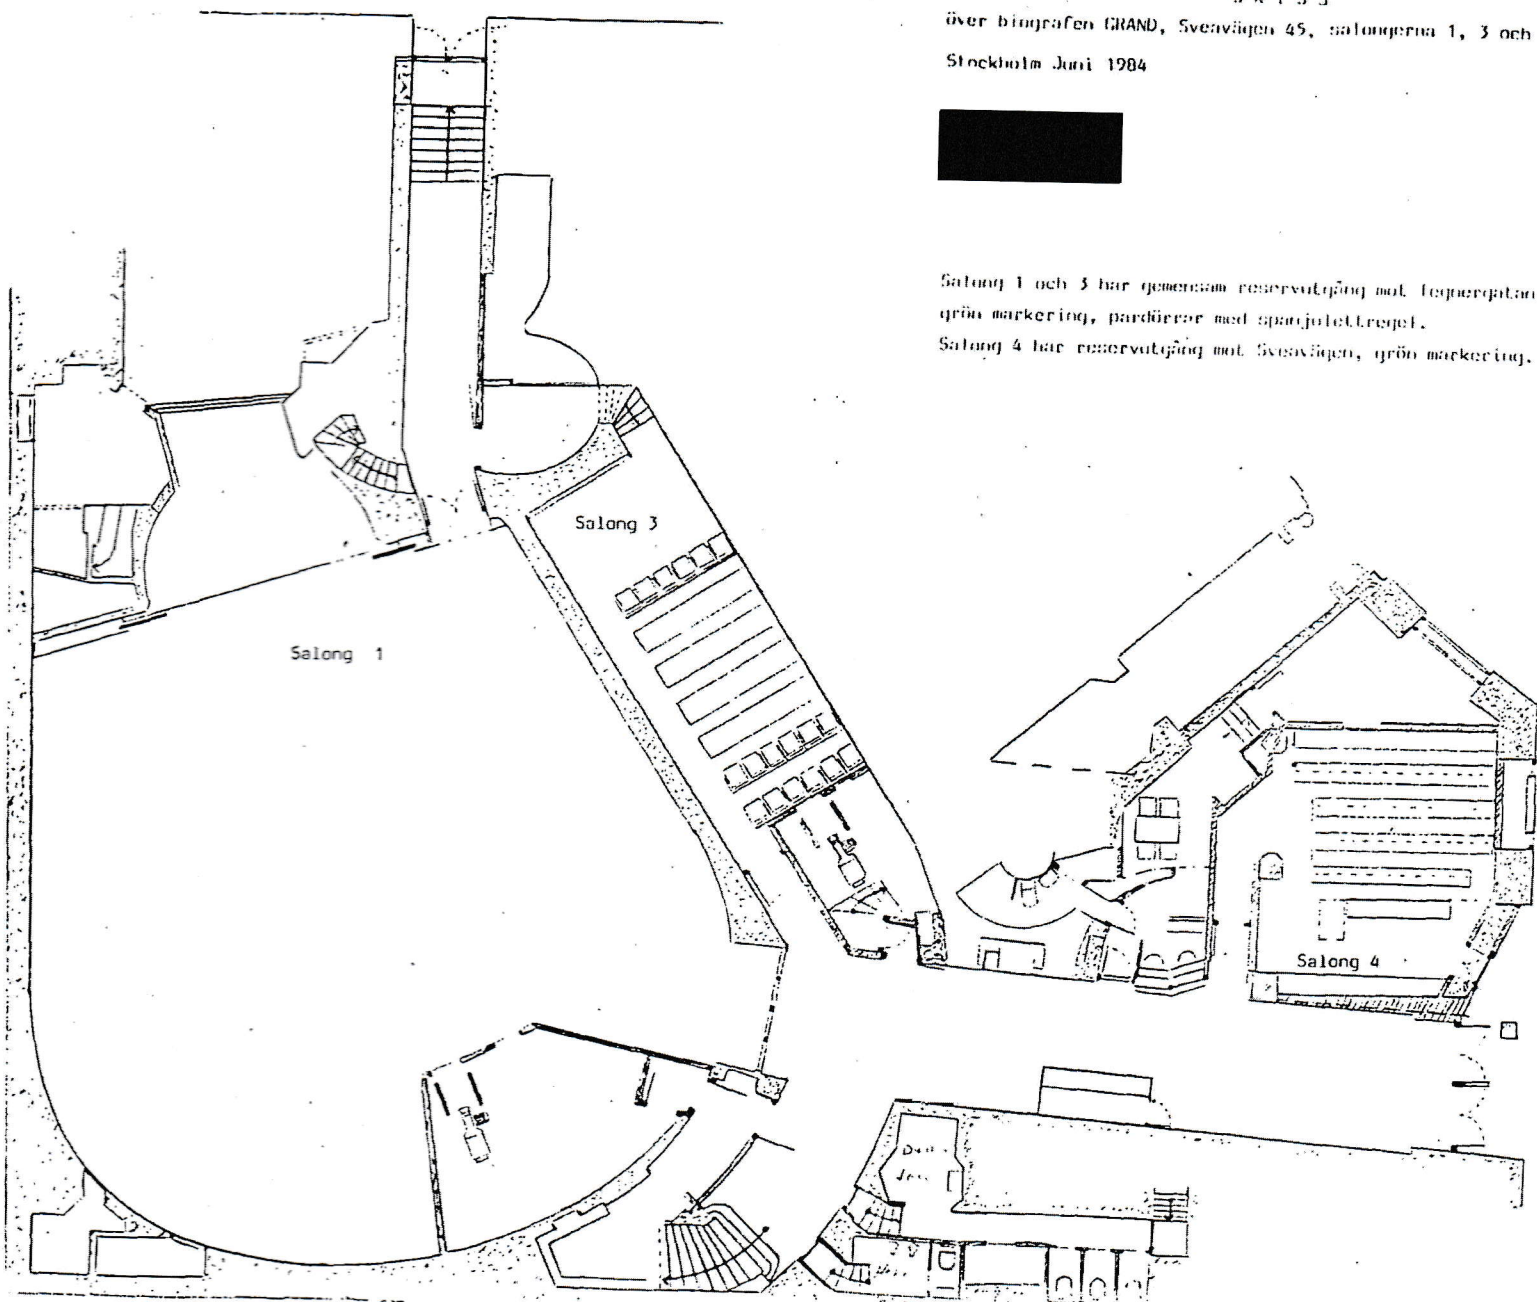 över biografen GRAND, Sveavägen 45, salongerna 1, 3 och
Stockholm Juni 1984
Salong 1 och 3 har gemensam reservutgång mot Tegnergatan
grön markering, pardörrar med spanjolettregel.
Salong 4 har reservutgång mot Sveavägen, grön markering.
Salong 3
Salong 1
Salong 4